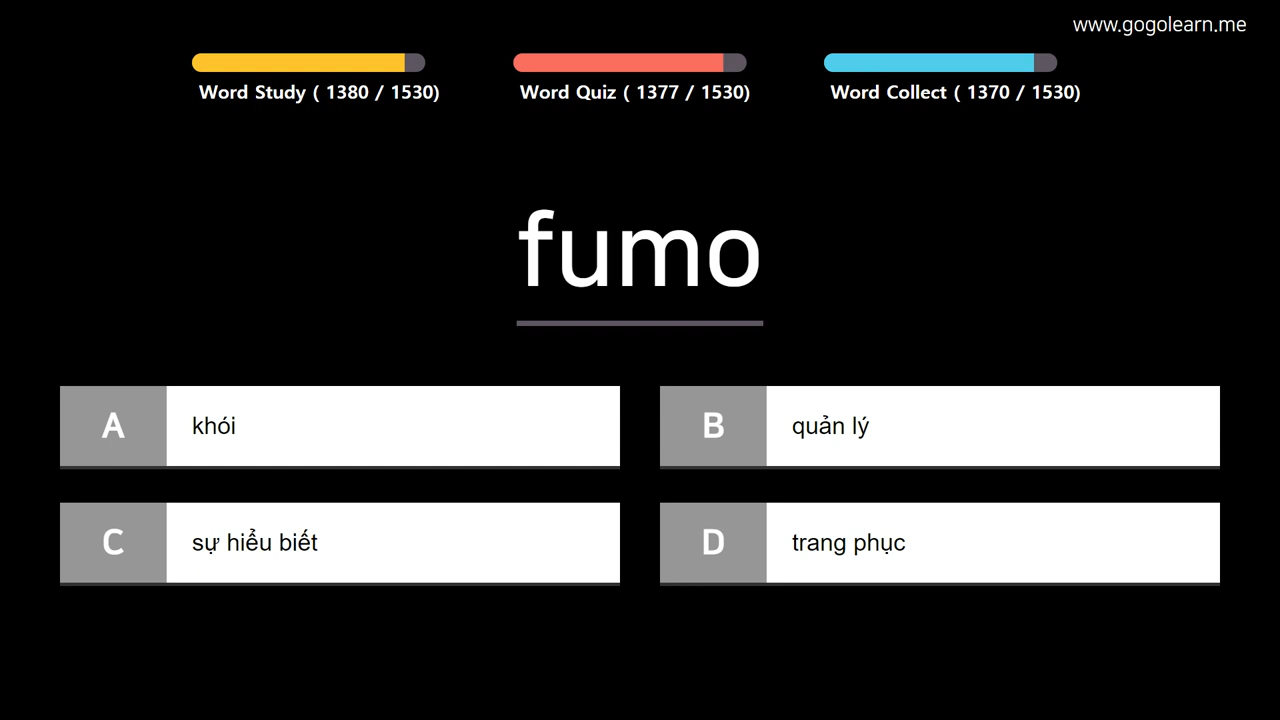 www.gogolearn.me
Word Study ( 1380 / 1530)
Word Quiz ( 1377 / 1530)
Word Collect ( 1370 / 1530)
fumo
A khói
B quản lý
C sự hiểu biết
D trang phục